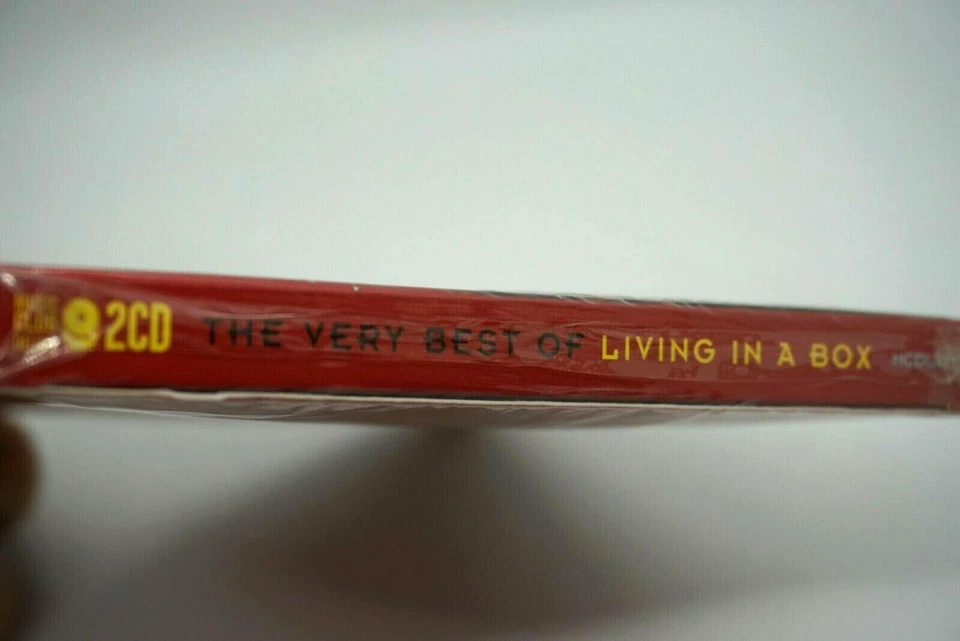 2CD THE VERY BEST OF LIVING IN A BOX